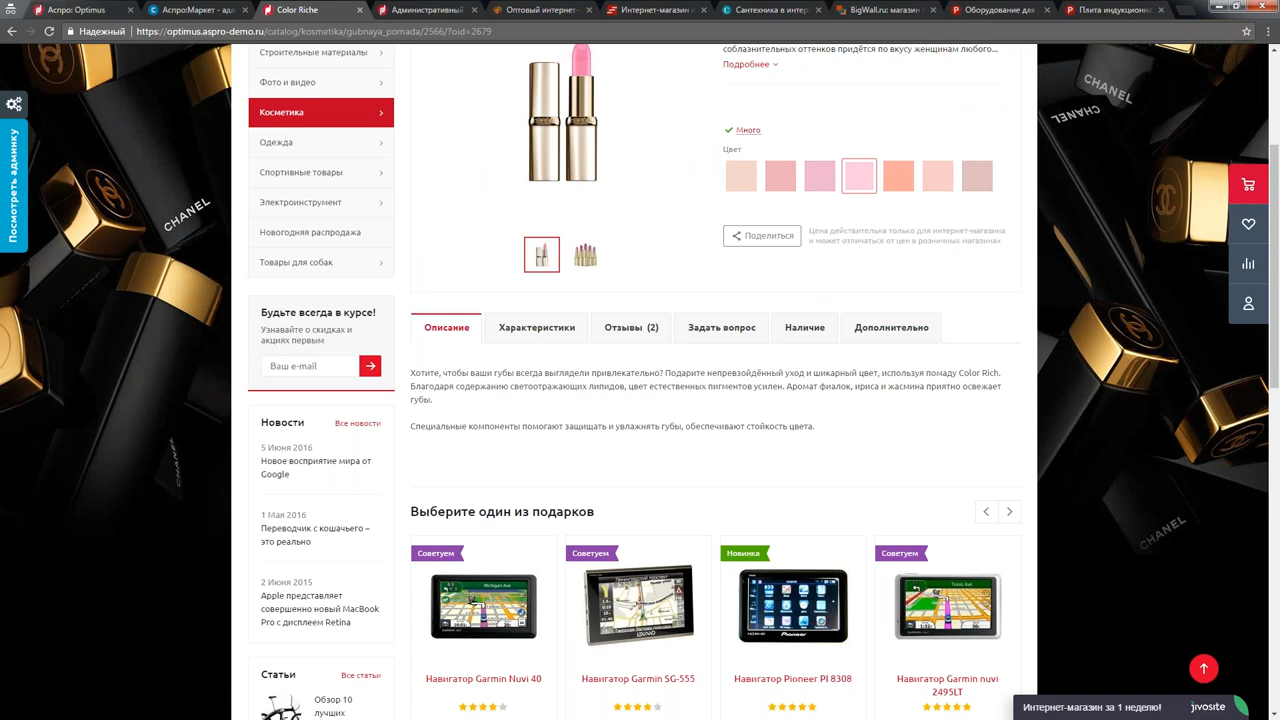 Аспро: Optimus
Аспро:Маркет - ада
Color Riche
Административный
Оптовый интернет-
Интернет-магазин
Сантехника в интер
BigWall.ru: магазин
Оборудование для
Плита индукционна
Надежный
https://optimus.aspro-demo.ru/catalog/kosmetika/gubnaya_pomada/2566/?oid=2679
Посмотреть админку
Строительные материалы
Фото и видео
Косметика
Одежда
Спортивные товары
Электроинструмент
Новогодняя распродажа
Товары для собак
соблазнительных оттенков придётся по вкусу женщинам любого...
Подробнее
Много
Цвет
Поделиться
Цена действительна только для интернет-магазина
и может отличаться от цен в розничных магазинах
Будьте всегда в курсе!
Узнавайте о скидках и
акциях первым
Ваш e-mail
Описание
Характеристики
Отзывы (2)
Задать вопрос
Наличие
Дополнительно
Хотите, чтобы ваши губы всегда выглядели привлекательно? Подарите непревзойдённый уход и шикарный цвет, используя помаду Color Rich.
Благодаря содержанию светоотражающих липидов, цвет естественных пигментов усилен. Аромат фиалок, ириса и жасмина приятно освежает
губы.
Специальные компоненты помогают защищать и увлажнять губы, обеспечивают стойкость цвета.
Новости
Все новости
5 Июня 2016
Новое восприятие мира от
Google
1 Мая 2016
Переводчик с кошачьего –
это реально
2 Июня 2015
Apple представляет
совершенно новый MacBook
Pro с дисплеем Retina
Статьи
Все статьи
Обзор 10
лучших
Выберите один из подарков
Советуем
Советуем
Новинка
Советуем
Навигатор Garmin Nuvi 40
Навигатор Garmin SG-555
Навигатор Pioneer PI 8308
Навигатор Garmin nuvi
2495LT
Интернет-магазин за 1 неделю!
jivosite
CHANEL
CHANEL
CHANEL
CHANEL
CHANEL